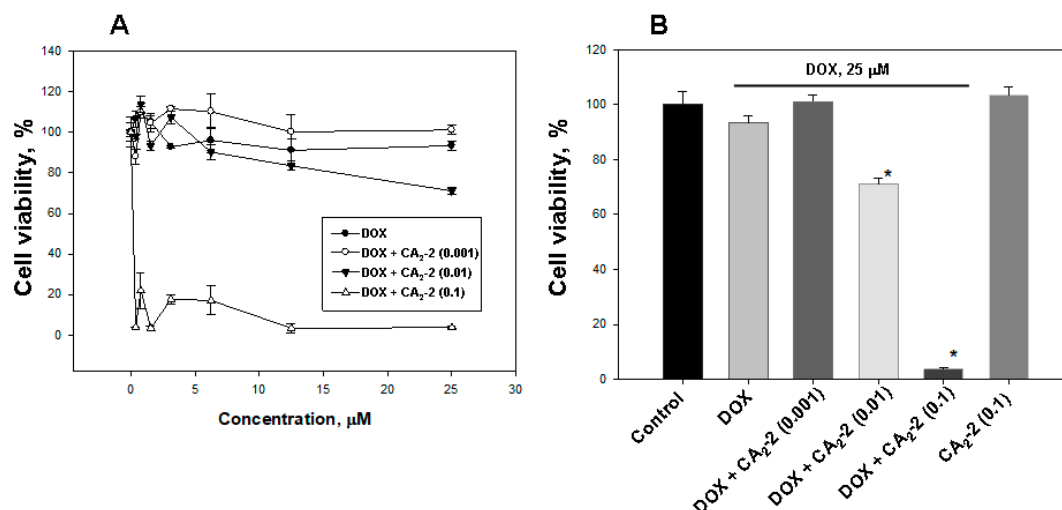 A
Cell viability, %
140
120
100
80
60
40
20
0
DOX
DOX + CA₂-2 (0.001)
DOX + CA₂-2 (0.01)
DOX + CA₂-2 (0.1)
0 5 10 15 20 25 30
Concentration, μM
B
Cell viability, %
120
100
80
60
40
20
0
DOX, 25 μM
*
*
Control
DOX
DOX + CA₂-2 (0.001)
DOX + CA₂-2 (0.01)
DOX + CA₂-2 (0.1)
CA₂-2 (0.1)